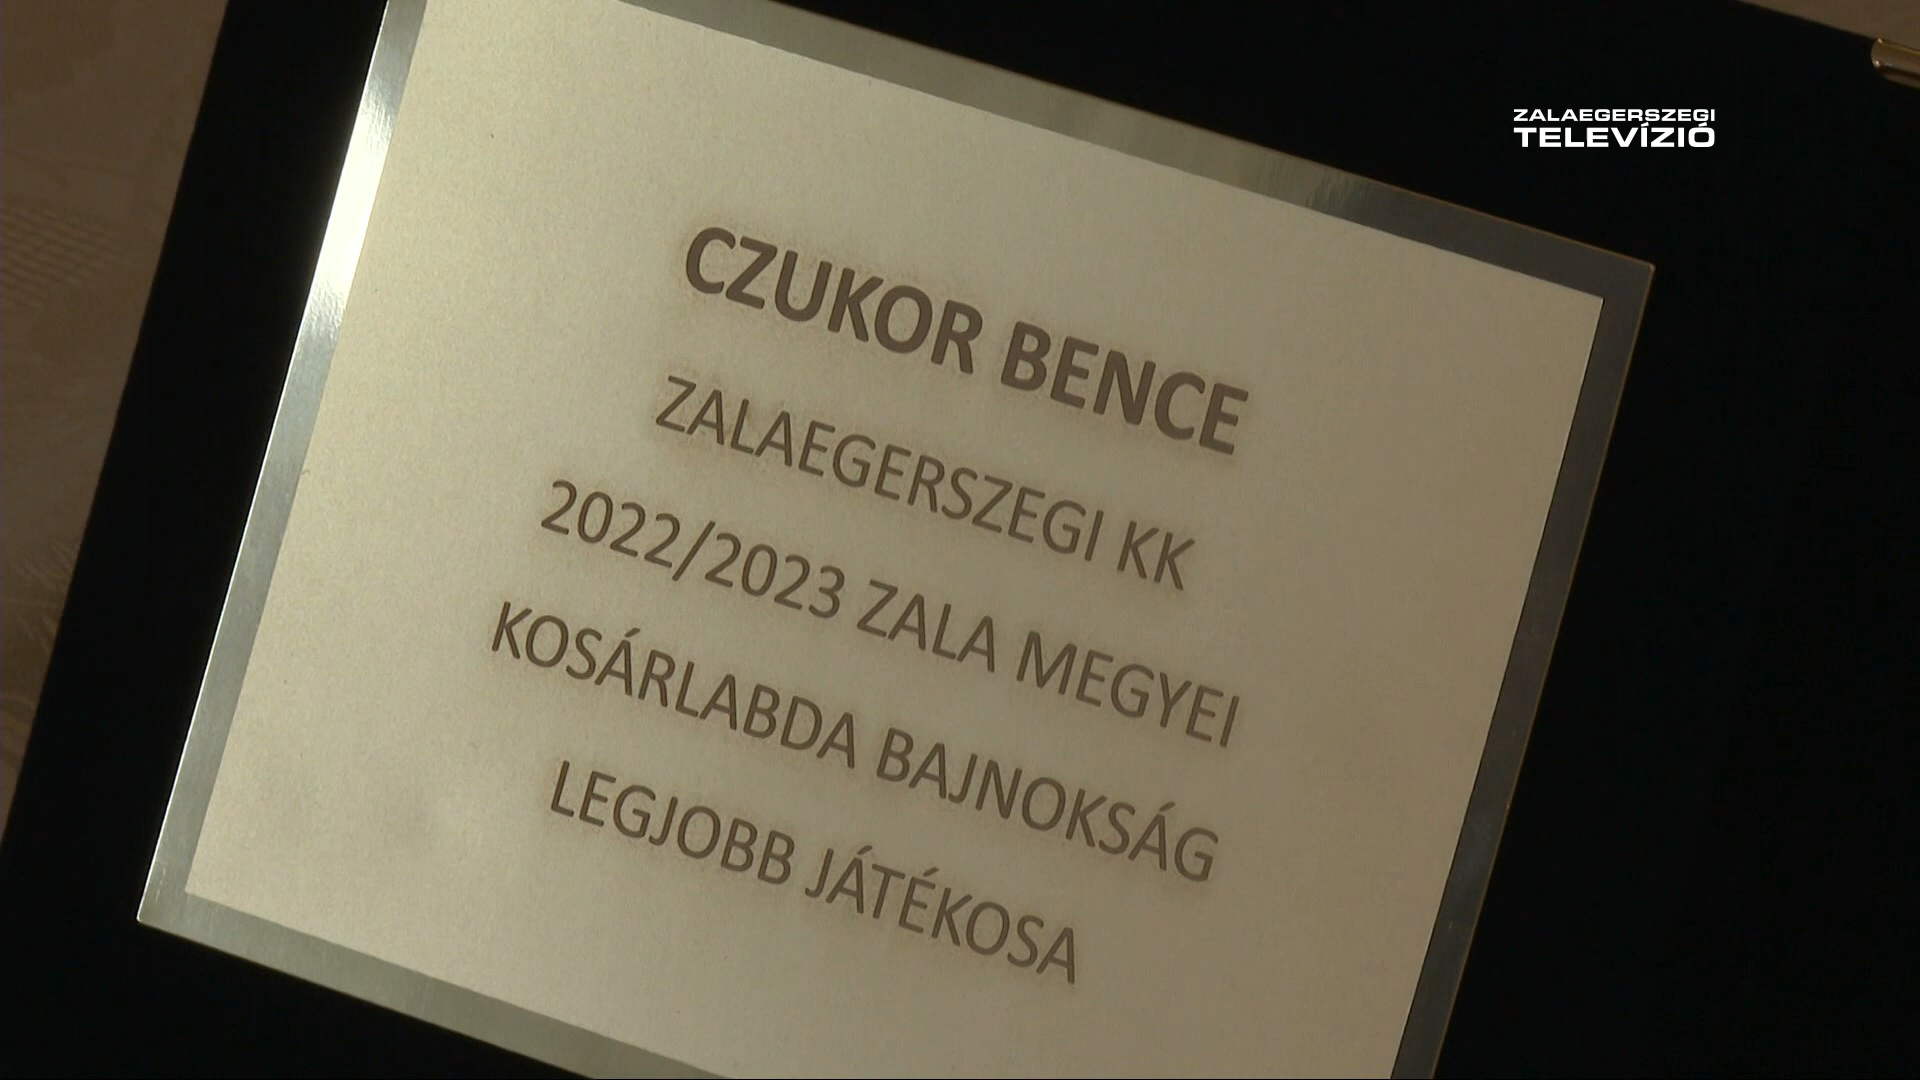 ZALAEGERSZEGI
TELEVÍZIÓ
CZUKOR BENCE
ZALAEGERSZEGI KK
2022/2023 ZALA MEGYEI
KOSÁRLABDA BAJNOKSÁG
LEGJOBB JÁTÉKOSA